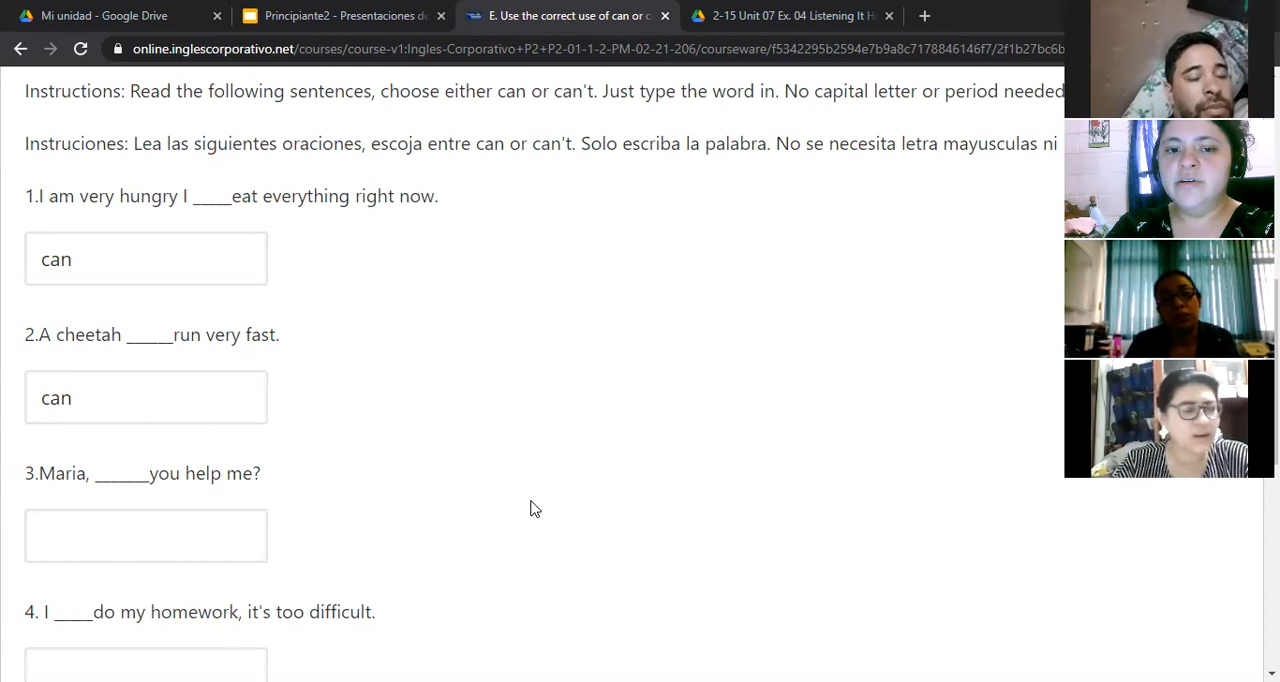 Mi unidad - Google Drive
Principiante2 - Presentaciones d
E. Use the correct use of can or c
2-15 Unit 07 Ex. 04 Listening It H
online.inglescorporativo.net/courses/course-v1:Ingles-Corporativo+P2+P2-01-1-2-PM-02-21-206/courseware/f5342295b2594e7b9a8c7178846146f7/2f1b27bc6b
Instructions: Read the following sentences, choose either can or can't. Just type the word in. No capital letter or period needed
Instruciones: Lea las siguientes oraciones, escoja entre can or can't. Solo escriba la palabra. No se necesita letra mayusculas ni
1.I am very hungry I _____eat everything right now.
can
2.A cheetah ______run very fast.
can
3.Maria, _______you help me?
4. I _____do my homework, it's too difficult.